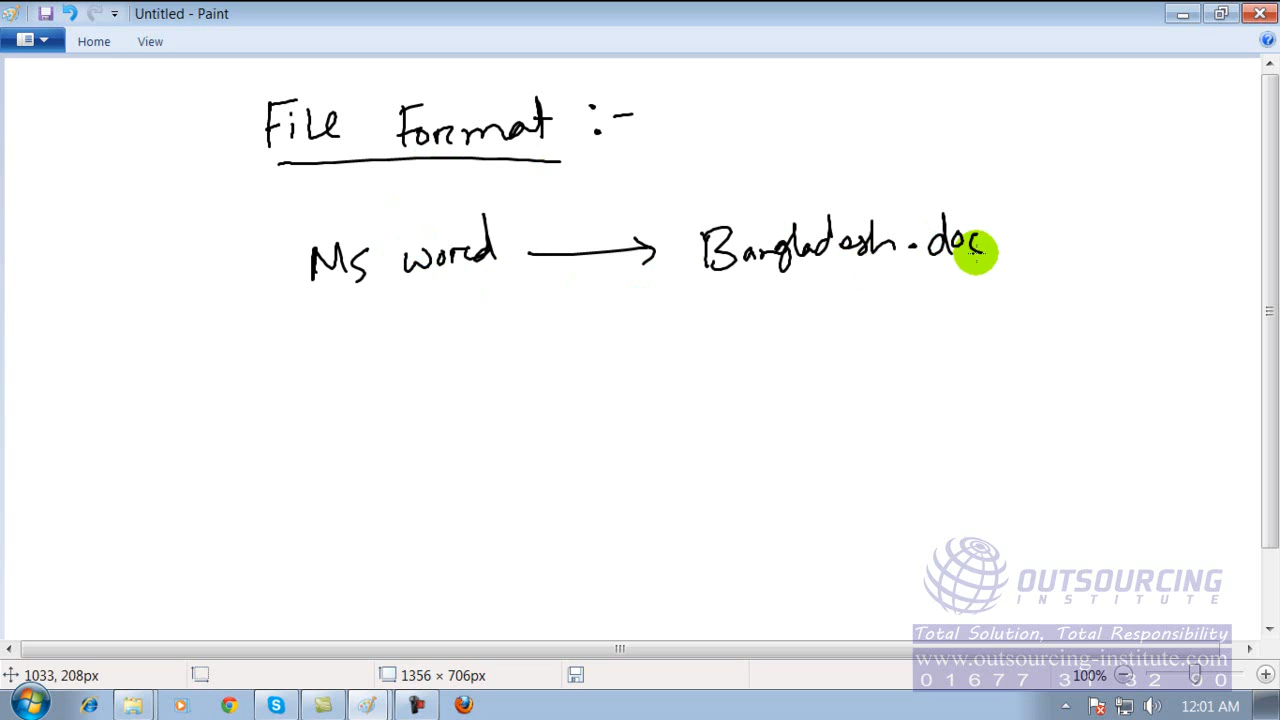 Untitled - Paint
Home View
File Format :-
Ms word → Bangladesh.doc
OUTSOURCING
INSTITUTE
Total Solution, Total Responsibility
www.outsourcing-institute.com
1033, 208px 1356 × 706px 100%
12:01 AM